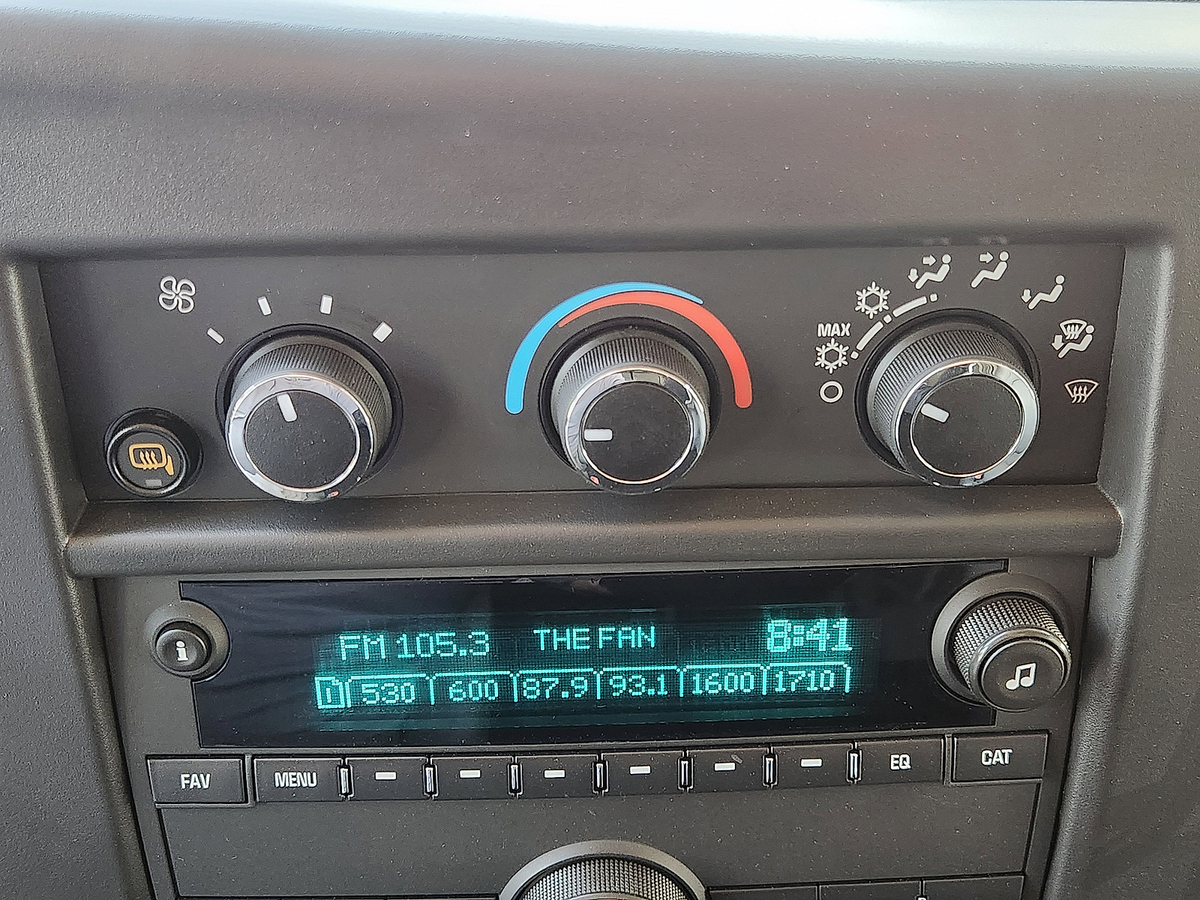 MAX
FM 105.3 THE FAN 8:41
1 530 600 87.9 93.1 1600 1710
i
FAV MENU EQ CAT